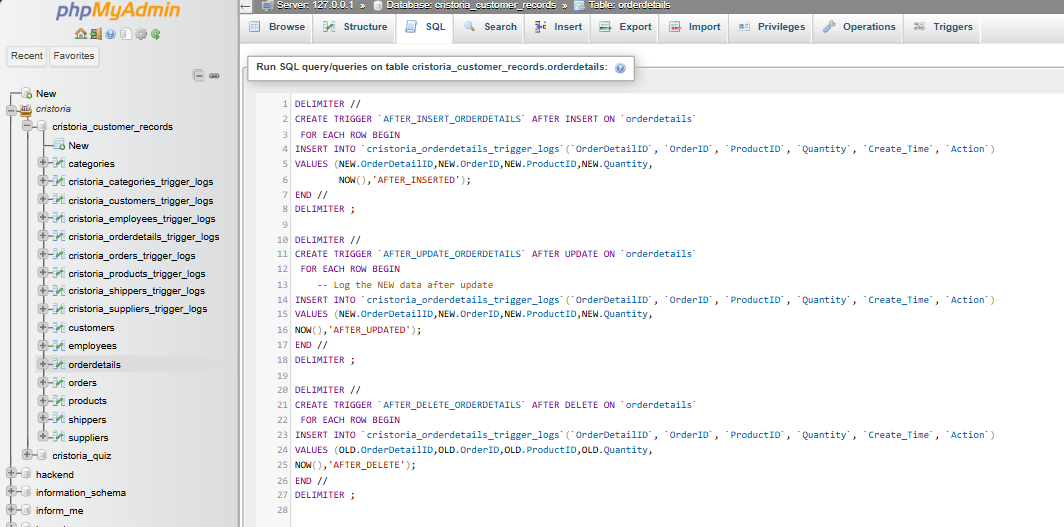 phpMyAdmin
Recent Favorites
New
cristoria
cristoria_customer_records
New
categories
cristoria_categories_trigger_logs
cristoria_customers_trigger_logs
cristoria_employees_trigger_logs
cristoria_orderdetails_trigger_logs
cristoria_orders_trigger_logs
cristoria_products_trigger_logs
cristoria_shippers_trigger_logs
cristoria_suppliers_trigger_logs
customers
employees
orderdetails
orders
products
shippers
suppliers
cristoria_quiz
backend
information_schema
inform_me
Server: 127.0.0.1 » Database: cristoria_customer_records » Table: orderdetails
Browse Structure SQL Search Insert Export Import Privileges Operations Triggers
Run SQL query/queries on table cristoria_customer_records.orderdetails:
1 DELIMITER //
2 CREATE TRIGGER `AFTER_INSERT_ORDERDETAILS` AFTER INSERT ON `orderdetails`
3 FOR EACH ROW BEGIN
4 INSERT INTO `cristoria_orderdetails_trigger_logs`(`OrderDetailID`, `OrderID`, `ProductID`, `Quantity`, `Create_Time`, `Action`)
5 VALUES (NEW.OrderDetailID,NEW.OrderID,NEW.ProductID,NEW.Quantity,
6 NOW(),'AFTER_INSERTED');
7 END //
8 DELIMITER ;
9
10 DELIMITER //
11 CREATE TRIGGER `AFTER_UPDATE_ORDERDETAILS` AFTER UPDATE ON `orderdetails`
12 FOR EACH ROW BEGIN
13 -- Log the NEW data after update
14 INSERT INTO `cristoria_orderdetails_trigger_logs`(`OrderDetailID`, `OrderID`, `ProductID`, `Quantity`, `Create_Time`, `Action`)
15 VALUES (NEW.OrderDetailID,NEW.OrderID,NEW.ProductID,NEW.Quantity,
16 NOW(),'AFTER_UPDATED');
17 END //
18 DELIMITER ;
19
20 DELIMITER //
21 CREATE TRIGGER `AFTER_DELETE_ORDERDETAILS` AFTER DELETE ON `orderdetails`
22 FOR EACH ROW BEGIN
23 INSERT INTO `cristoria_orderdetails_trigger_logs`(`OrderDetailID`, `OrderID`, `ProductID`, `Quantity`, `Create_Time`, `Action`)
24 VALUES (OLD.OrderDetailID,OLD.OrderID,OLD.ProductID,OLD.Quantity,
25 NOW(),'AFTER_DELETE');
26 END //
27 DELIMITER ;
28